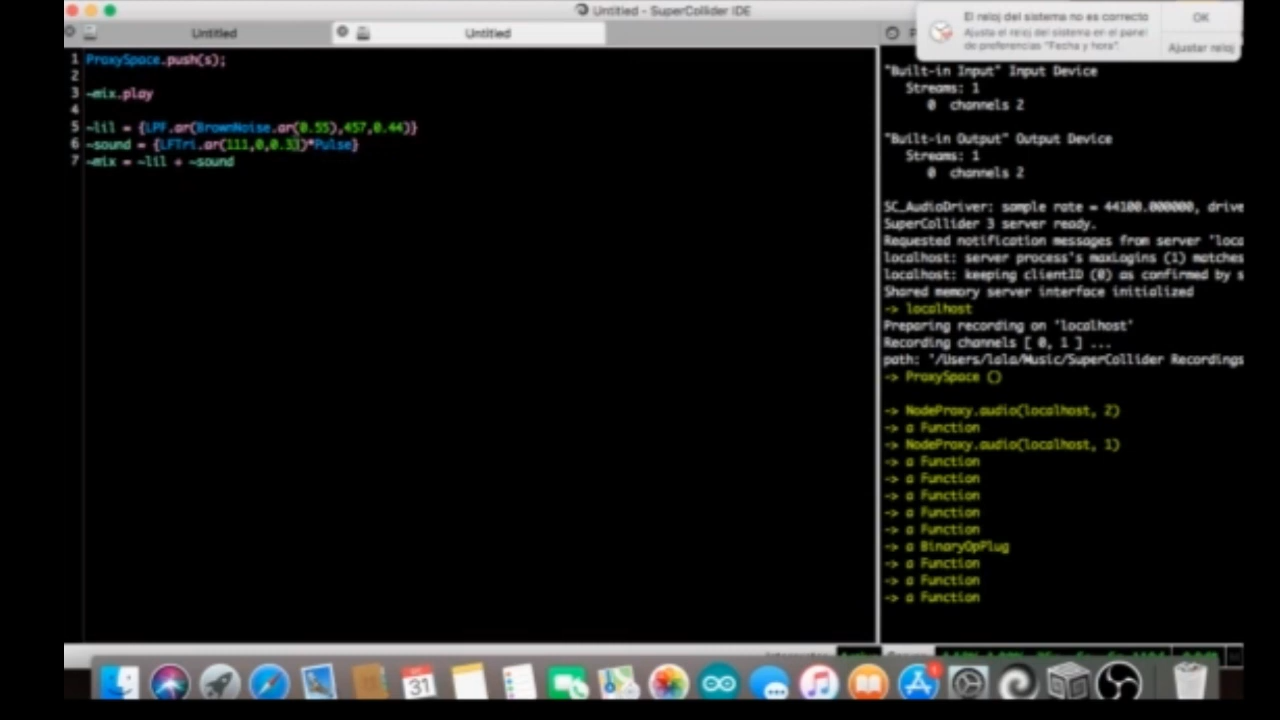 Untitled - SuperCollider IDE
Untitled
Untitled
El reloj del sistema no es correcto
Ajusta el reloj del sistema en el panel
de preferencias "Fecha y hora".
OK
Ajustar reloj
1 ProxySpace.push(s);
2
3 ~mix.play
4
5 ~lil = {LPF.ar(BrownNoise.ar(0.55),457,0.44)}
6 ~sound = {LFTri.ar(111,0,0.33)*Pulse}
7 ~mix = ~lil + ~sound
"Built-in Input" Input Device
Streams: 1
0 channels 2
"Built-in Output" Output Device
Streams: 1
0 channels 2
SC_AudioDriver: sample rate = 44100.000000, drive
SuperCollider 3 server ready.
Requested notification messages from server 'loca
localhost: server process's maxLogins (1) matches
localhost: keeping clientID (0) as confirmed by s
Shared memory server interface initialized
-> localhost
Preparing recording on 'localhost'
Recording channels [ 0, 1 ] ...
path: '/Users/lala/Music/SuperCollider Recordings
-> ProxySpace ()
-> NodeProxy.audio(localhost, 2)
-> a Function
-> NodeProxy.audio(localhost, 1)
-> a Function
-> a Function
-> a Function
-> a Function
-> a Function
-> a BinaryOpPlug
-> a Function
-> a Function
-> a Function
31